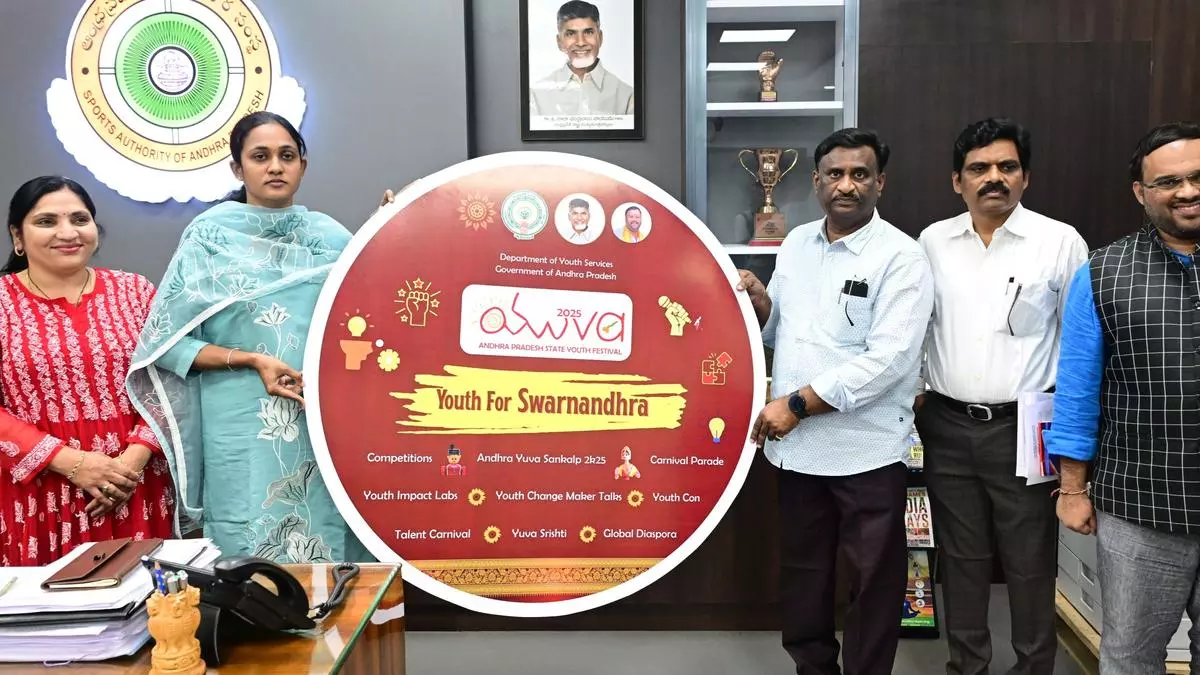 SPORTS AUTHORITY OF ANDHRA
Department of Youth Services
Government of Andhra Pradesh
2025
యువva
ANDHRA PRADESH STATE YOUTH FESTIVAL
Youth For Swarnandhra
Competitions
Andhra Yuva Sankalp 2k25
Carnival Parade
Youth Impact Labs
Youth Change Maker Talks
Youth Con
Talent Carnival
Yuva Srishti
Global Diaspora